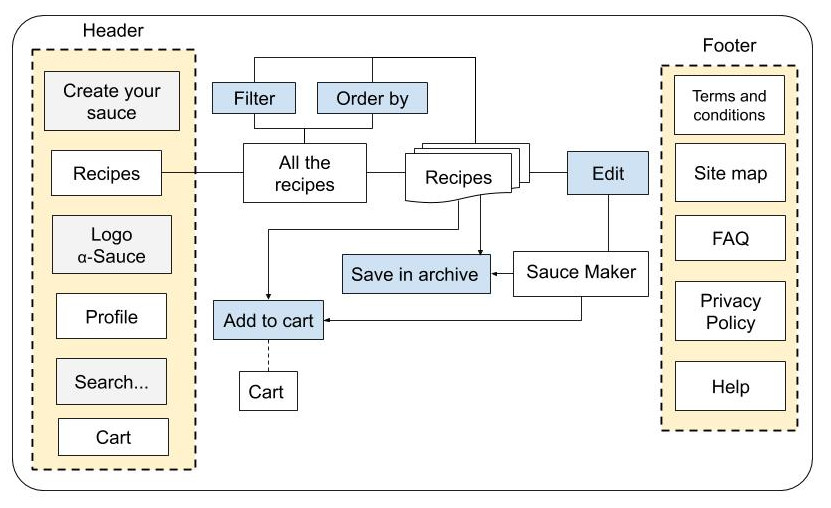 Header
Create your
sauce
Recipes
Logo
α-Sauce
Profile
Search...
Cart
Filter
Order by
All the
recipes
Recipes
Edit
Save in archive
Sauce Maker
Add to cart
Cart
Footer
Terms and
conditions
Site map
FAQ
Privacy
Policy
Help